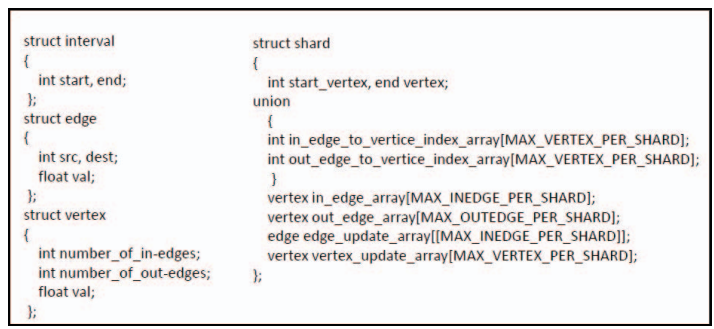 struct interval
{
int start, end;
};
struct edge
{
int src, dest;
float val;
};
struct vertex
{
int number_of_in-edges;
int number_of_out-edges;
float val;
};
struct shard
{
int start_vertex, end vertex;
union
{
int in_edge_to_vertice_index_array[MAX_VERTEX_PER_SHARD];
int out_edge_to_vertice_index_array[MAX_VERTEX_PER_SHARD];
}
vertex in_edge_array[MAX_INEDGE_PER_SHARD];
vertex out_edge_array[MAX_OUTEDGE_PER_SHARD];
edge edge_update_array[[MAX_INEDGE_PER_SHARD]];
vertex vertex_update_array[MAX_VERTEX_PER_SHARD];
};